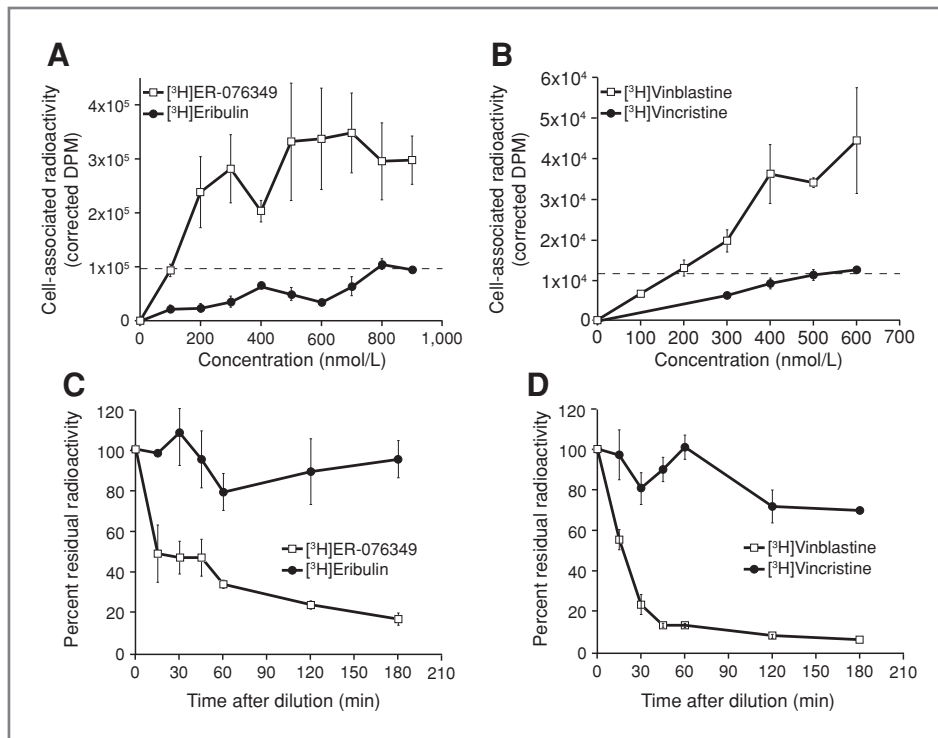 A
Cell-associated radioactivity
(corrected DPM)
4x10⁵
3x10⁵
2x10⁵
1x10⁵
0
[³H]ER-076349
[³H]Eribulin
0 200 400 600 800 1,000
Concentration (nmol/L)
B
Cell-associated radioactivity
(corrected DPM)
6x10⁴
5x10⁴
4x10⁴
3x10⁴
2x10⁴
1x10⁴
0
[³H]Vinblastine
[³H]Vincristine
0 100 200 300 400 500 600 700
Concentration (nmol/L)
C
Percent residual radioactivity
120
100
80
60
40
20
0
[³H]ER-076349
[³H]Eribulin
0 30 60 90 120 150 180 210
Time after dilution (min)
D
Percent residual radioactivity
120
100
80
60
40
20
0
[³H]Vinblastine
[³H]Vincristine
0 30 60 90 120 150 180 210
Time after dilution (min)